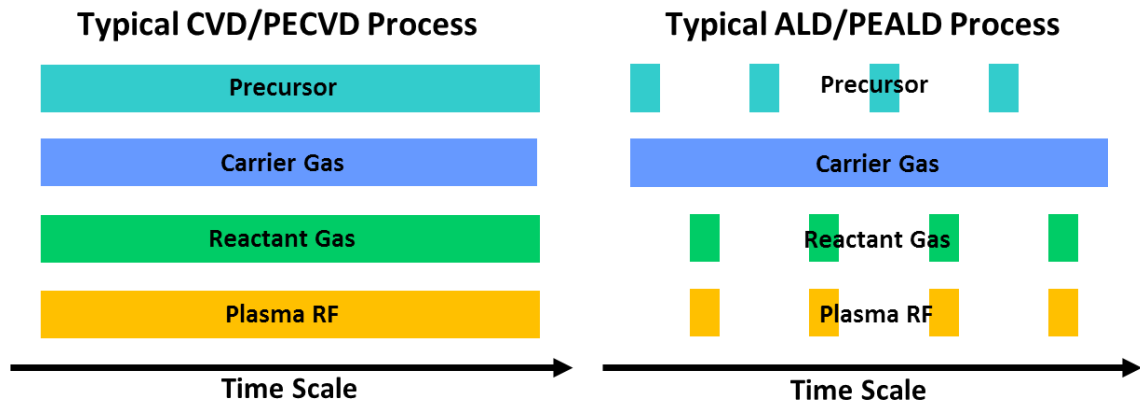 Typical CVD/PECVD Process
Precursor
Carrier Gas
Reactant Gas
Plasma RF
Time Scale
Typical ALD/PEALD Process
Precursor
Carrier Gas
Reactant Gas
Plasma RF
Time Scale